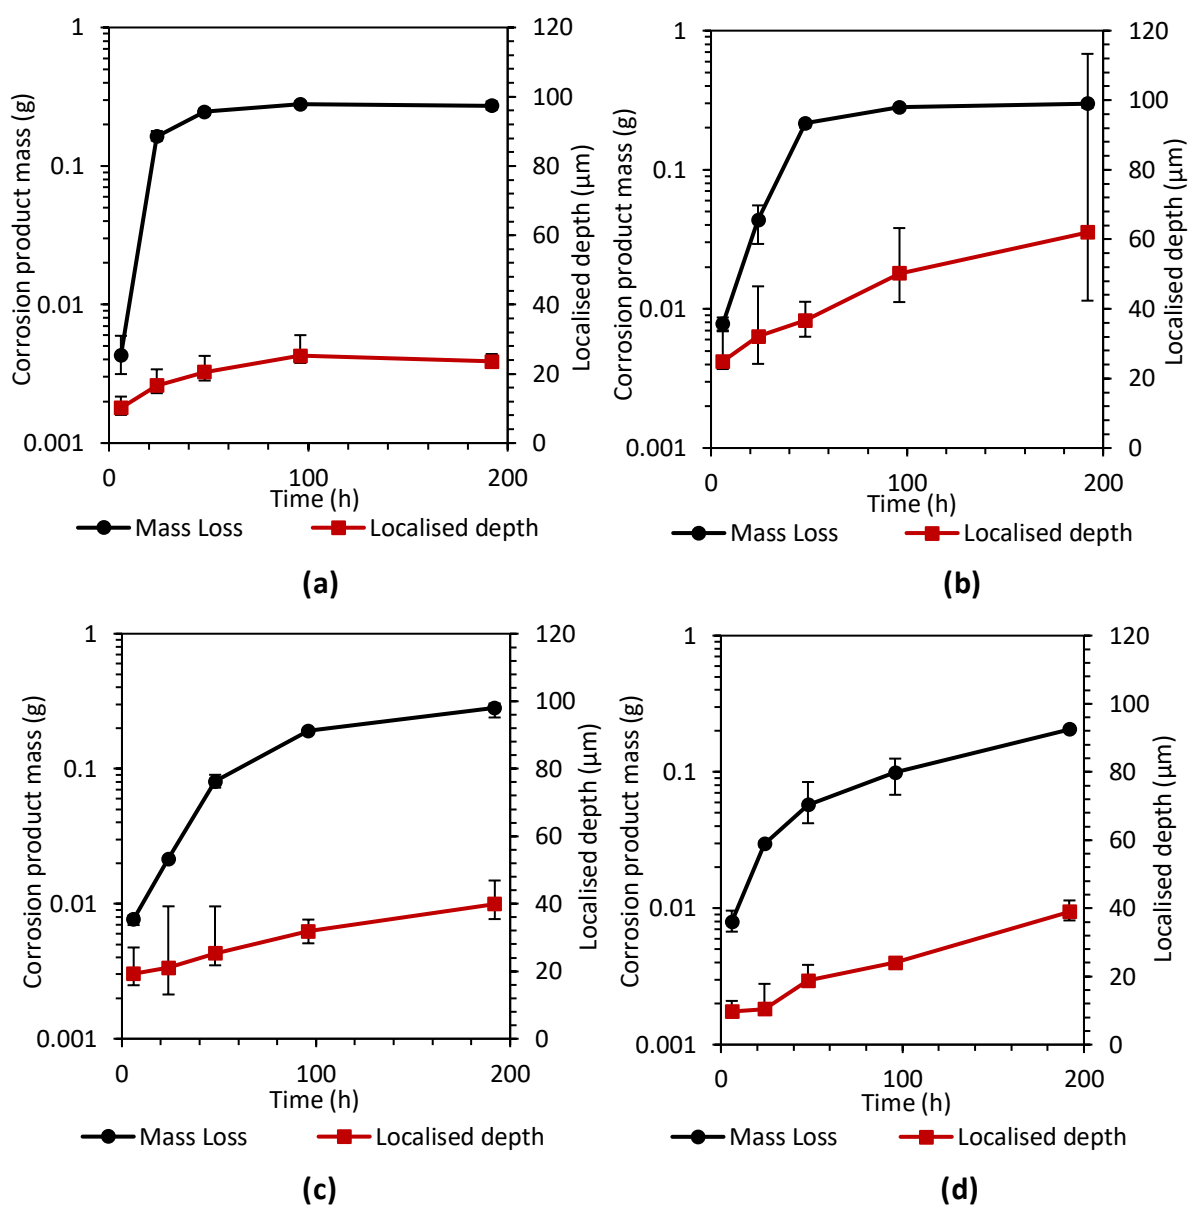 1
0.1
0.01
0.001
Corrosion product mass (g)
120
100
80
60
40
20
0
Localised depth (µm)
0
100
200
Time (h)
Mass Loss
Localised depth
(a)
1
0.1
0.01
0.001
Corrosion product mass (g)
120
100
80
60
40
20
0
Localised depth (µm)
0
100
200
Time (h)
Mass Loss
Localised depth
(b)
1
0.1
0.01
0.001
Corrosion product mass (g)
120
100
80
60
40
20
0
Localised depth (µm)
0
100
200
Time (h)
Mass Loss
Localised depth
(c)
1
0.1
0.01
0.001
Corrosion product mass (g)
120
100
80
60
40
20
0
Localised depth (µm)
0
100
200
Time (h)
Mass Loss
Localised depth
(d)